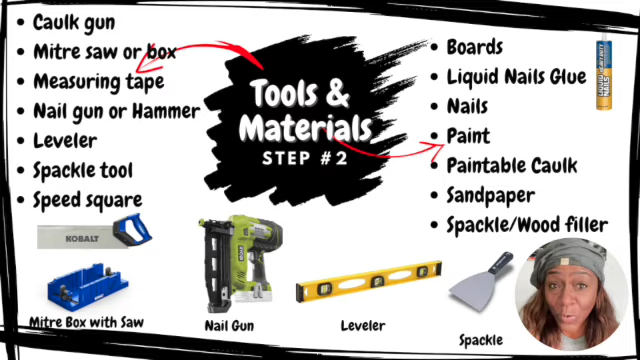 • Caulk gun
• Mitre saw or box
• Measuring tape
• Nail gun or Hammer
• Leveler
• Spackle tool
• Speed square
Tools &
Materials
STEP #2
• Boards
• Liquid Nails Glue
• Nails
• Paint
• Paintable Caulk
• Sandpaper
• Spackle/Wood filler
LIQUID NAILS
KOBALT
Mitre Box with Saw
Nail Gun
Leveler
Spackle